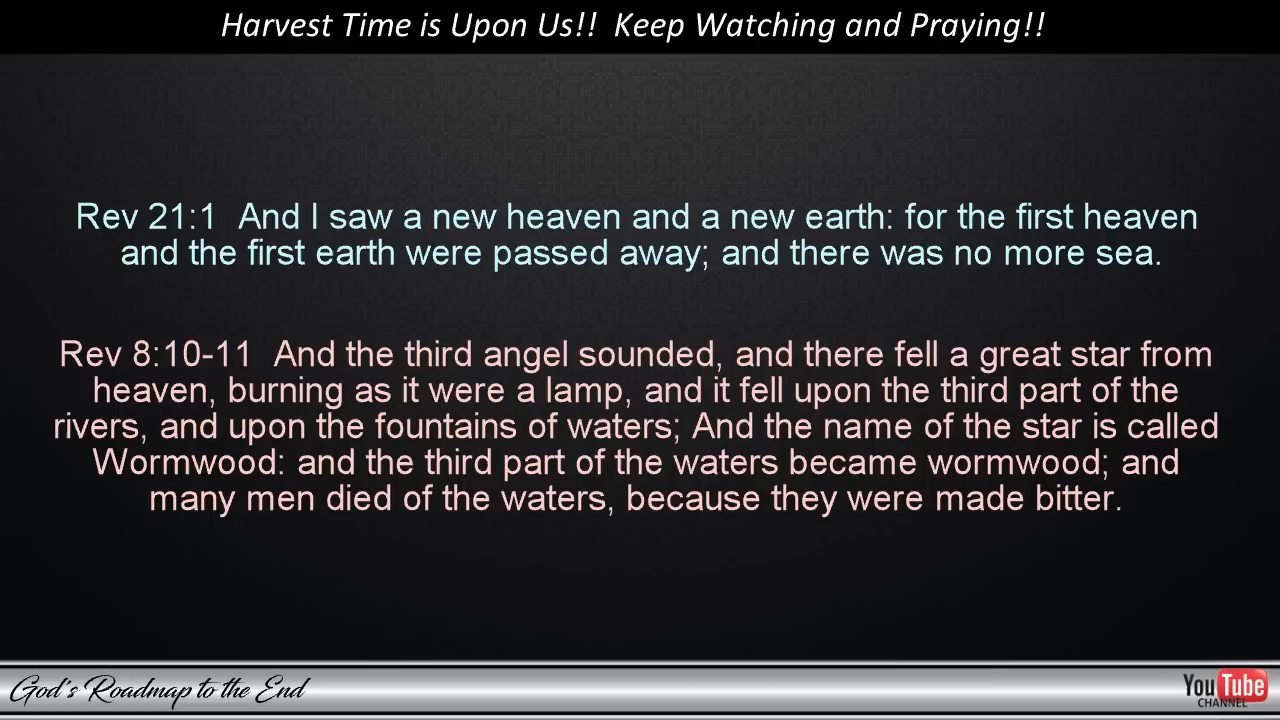 Harvest Time is Upon Us!!  Keep Watching and Praying!!
Rev 21:1  And I saw a new heaven and a new earth: for the first heaven
and the first earth were passed away; and there was no more sea.
Rev 8:10-11  And the third angel sounded, and there fell a great star from
heaven, burning as it were a lamp, and it fell upon the third part of the
rivers, and upon the fountains of waters; And the name of the star is called
Wormwood: and the third part of the waters became wormwood; and
many men died of the waters, because they were made bitter.
God's Roadmap to the End
YouTube
CHANNEL